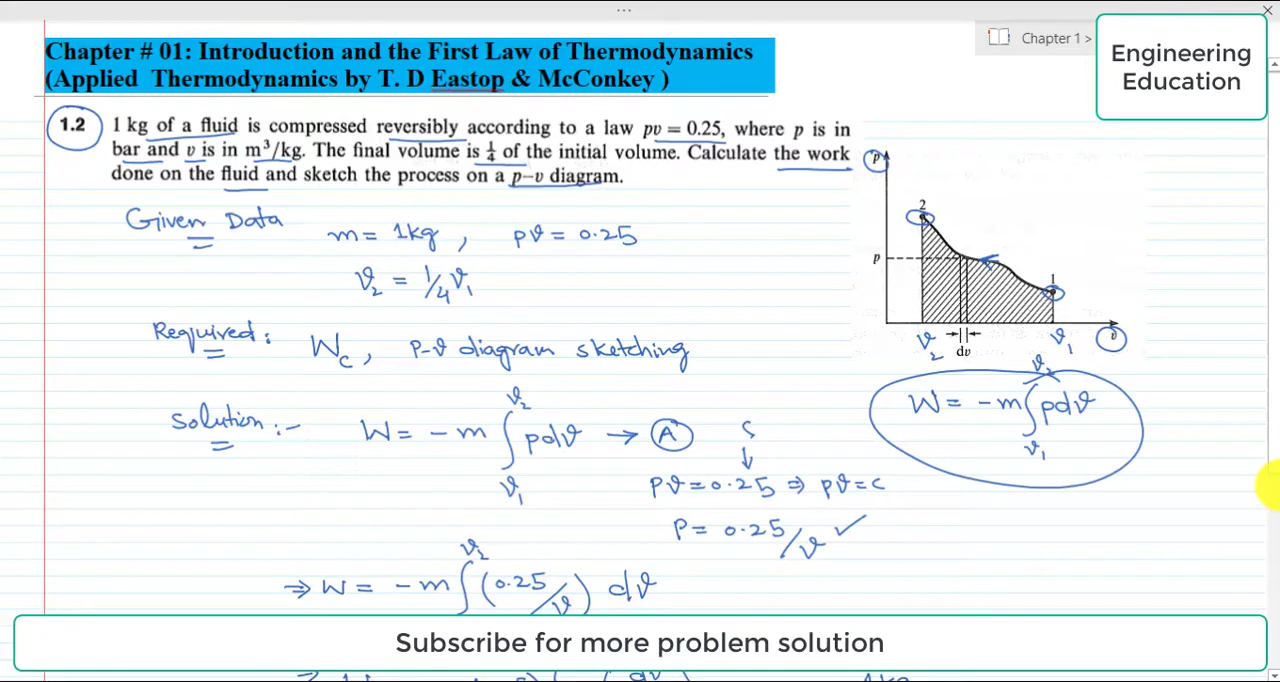 ...
Chapter 1 >
Engineering
Education
Chapter # 01: Introduction and the First Law of Thermodynamics
(Applied Thermodynamics by T. D Eastop & McConkey )
1.2 1 kg of a fluid is compressed reversibly according to a law pv = 0.25, where p is in
bar and v is in m³/kg. The final volume is ¼ of the initial volume. Calculate the work
done on the fluid and sketch the process on a p–v diagram.
p
2
p
1
v
dv
v₂
v₁
Given Data
m = 1kg , pv = 0.25
v₂ = 1/4 v₁
Required: Wc, P-v diagram sketching
W = -m ∫v₁v₂ pdv
Solution :- W = -m ∫v₁v₂ pdv → A
Pv = 0.25 ⇒ pv = c
P = 0.25/v ✓
⇒ W = -m ∫v₂ (0.25/v) dv
Subscribe for more problem solution